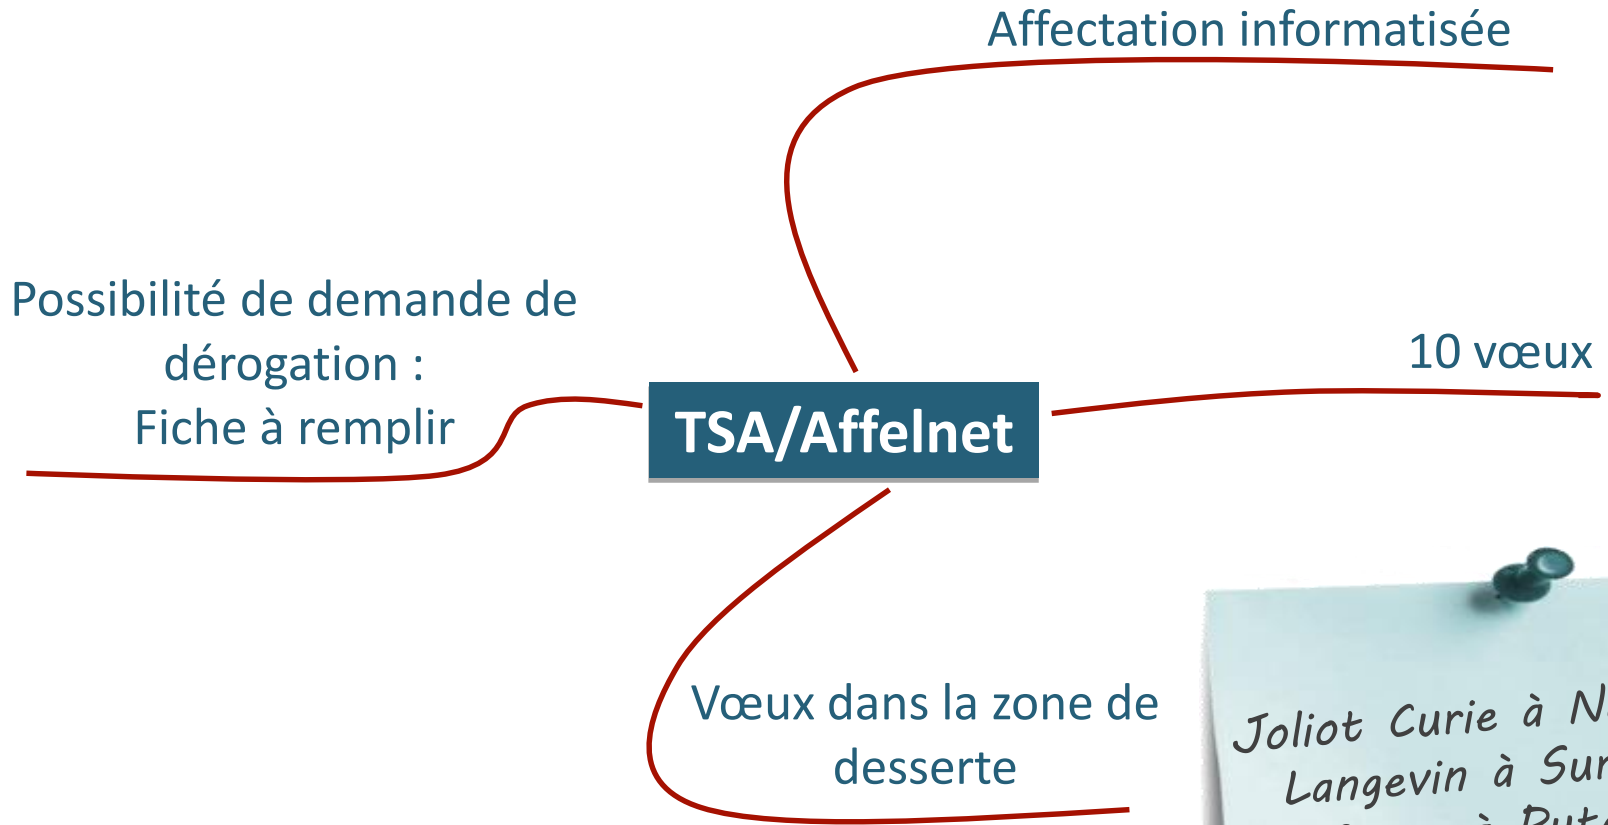 Affectation informatisée
Possibilité de demande de
dérogation :
Fiche à remplir
10 vœux
TSA/Affelnet
Vœux dans la zone de
desserte
Joliot Curie à
Langevin à
à